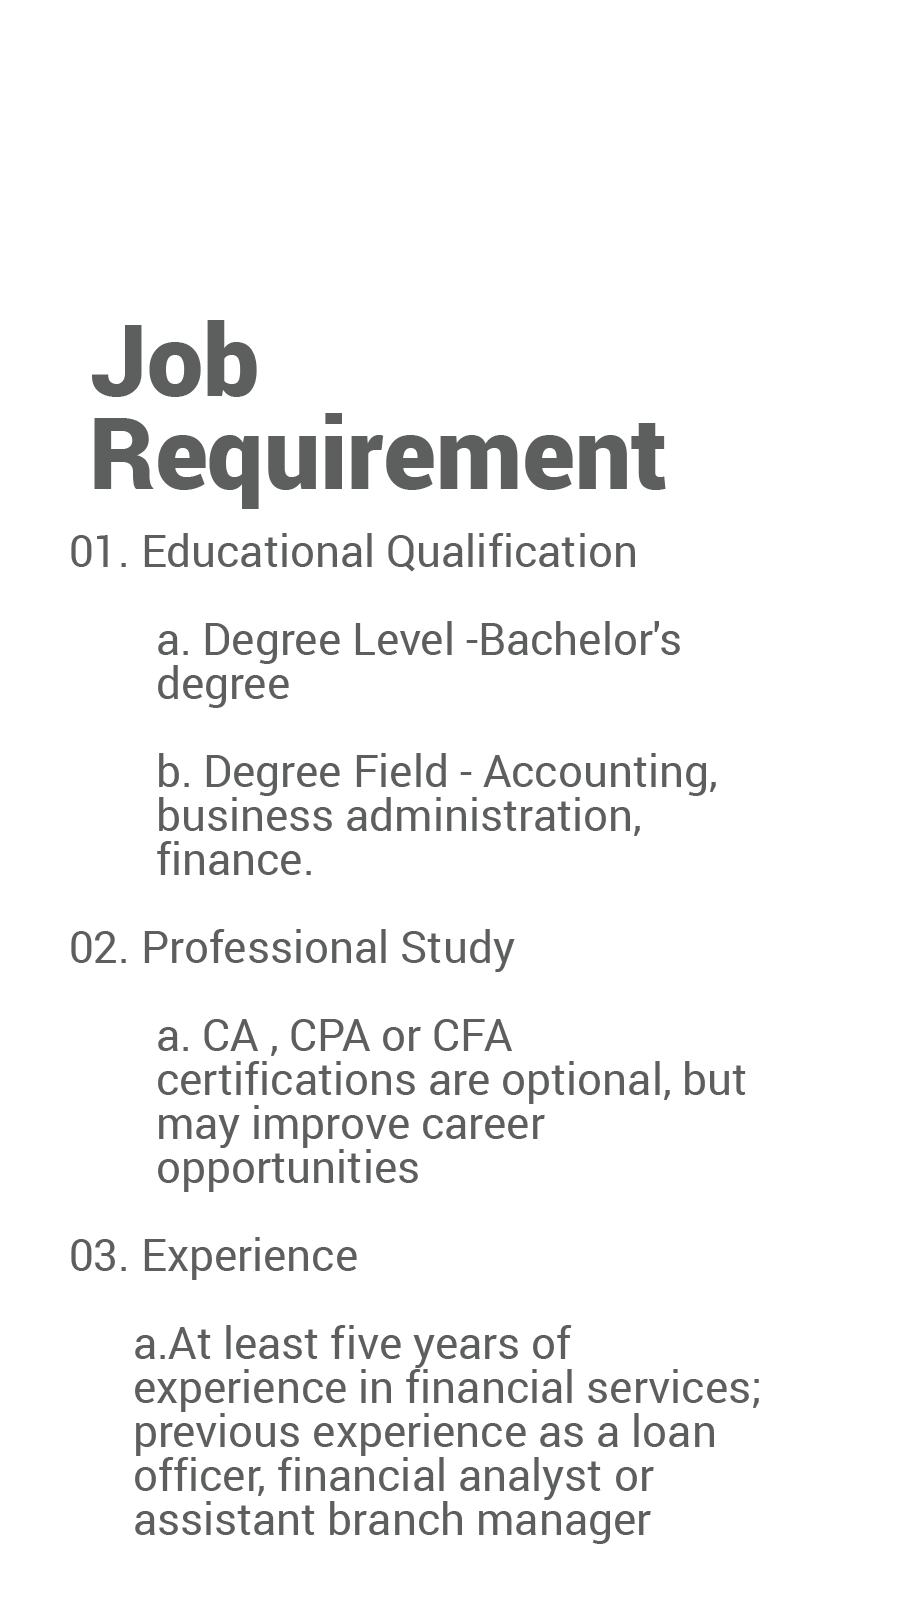 Job
Requirement
01. Educational Qualification
a. Degree Level -Bachelor's
degree
b. Degree Field - Accounting,
business administration,
finance.
02. Professional Study
a. CA , CPA or CFA
certifications are optional, but
may improve career
opportunities
03. Experience
a.At least five years of
experience in financial services;
previous experience as a loan
officer, financial analyst or
assistant branch manager